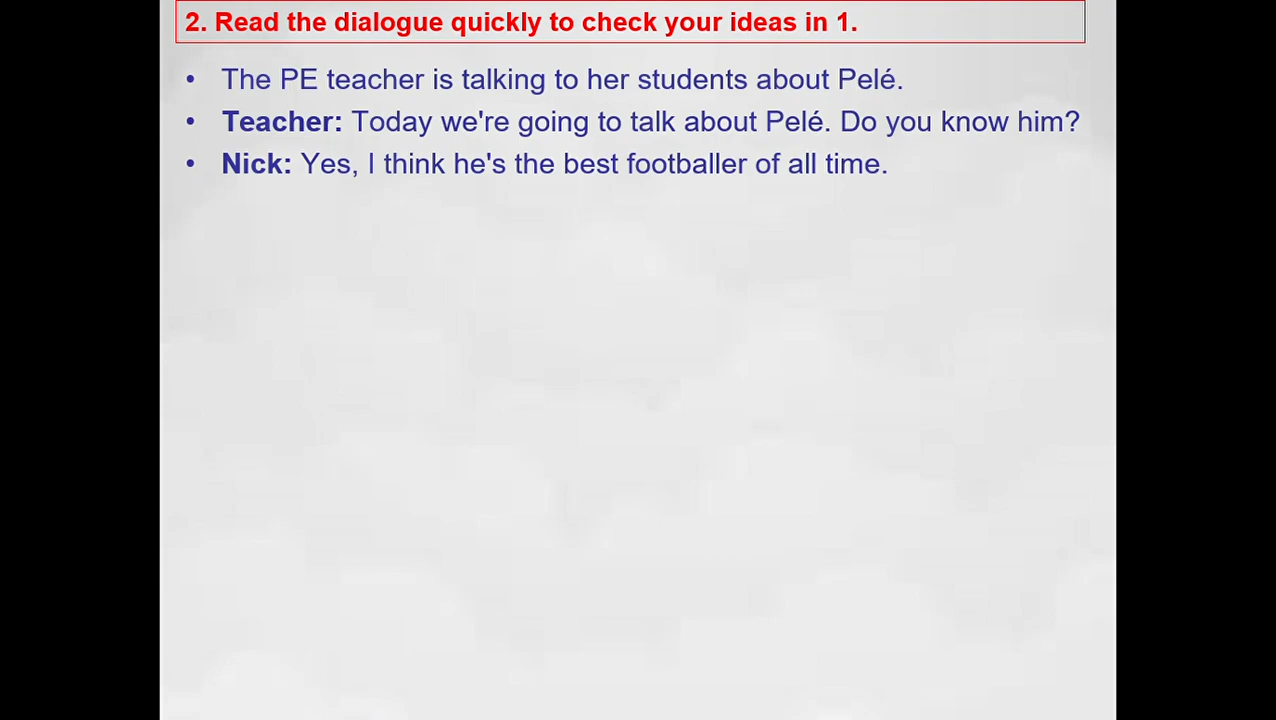 2. Read the dialogue quickly to check your ideas in 1.
• The PE teacher is talking to her students about Pelé.
• Teacher: Today we're going to talk about Pelé. Do you know him?
• Nick: Yes, I think he's the best footballer of all time.